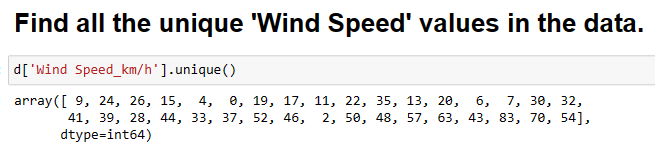 Find all the unique 'Wind Speed' values in the data.
d['Wind Speed_km/h'].unique()
array([ 9, 24, 26, 15,  4,  0, 19, 17, 11, 22, 35, 13, 20,  6,  7, 30, 32,
       41, 39, 28, 44, 33, 37, 52, 46,  2, 50, 48, 57, 63, 43, 83, 70, 54],
      dtype=int64)